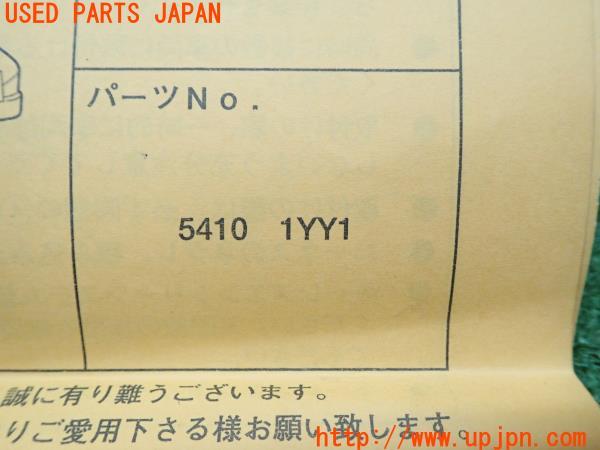 USED PARTS JAPAN
パーツNo.
5410 1YY1
誠に有り難うございます。
りご愛用下さる様お願い致します。
http://www.upjpn.com